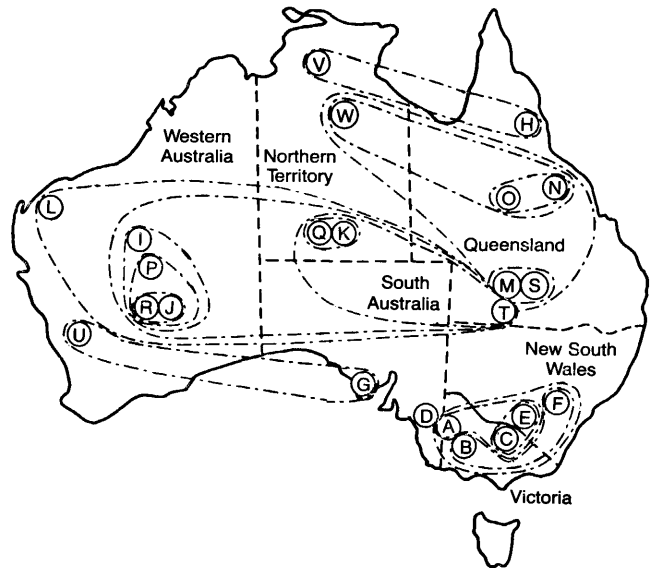 V
W
H
Western
Australia
Northern
Territory
L
O
N
I
Q
K
Queensland
P
M
S
South
Australia
R
J
T
U
New South
Wales
G
F
D
A
E
B
C
Victoria